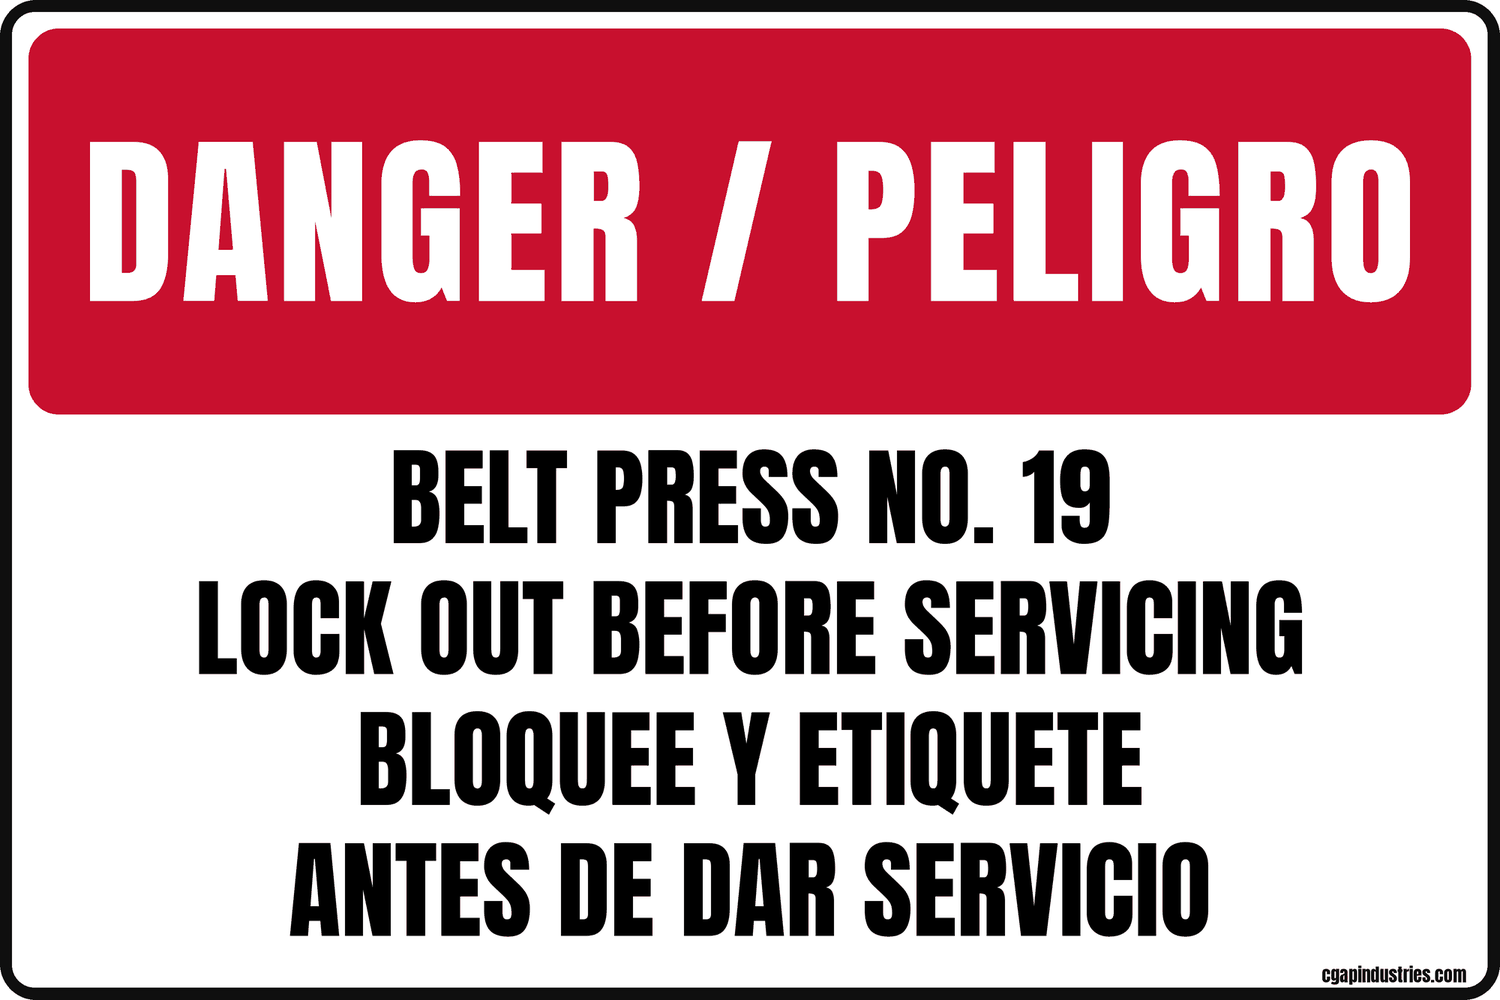 DANGER / PELIGRO
BELT PRESS NO. 19
LOCK OUT BEFORE SERVICING
BLOQUEE Y ETIQUETE
ANTES DE DAR SERVICIO
cgapindustries.com